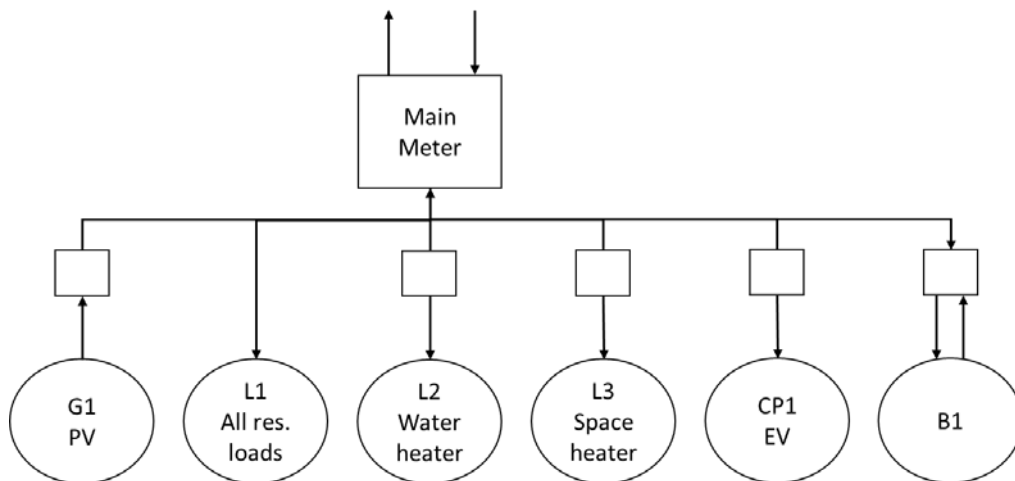 Main
Meter
G1
PV
L1
All res.
loads
L2
Water
heater
L3
Space
heater
CP1
EV
B1